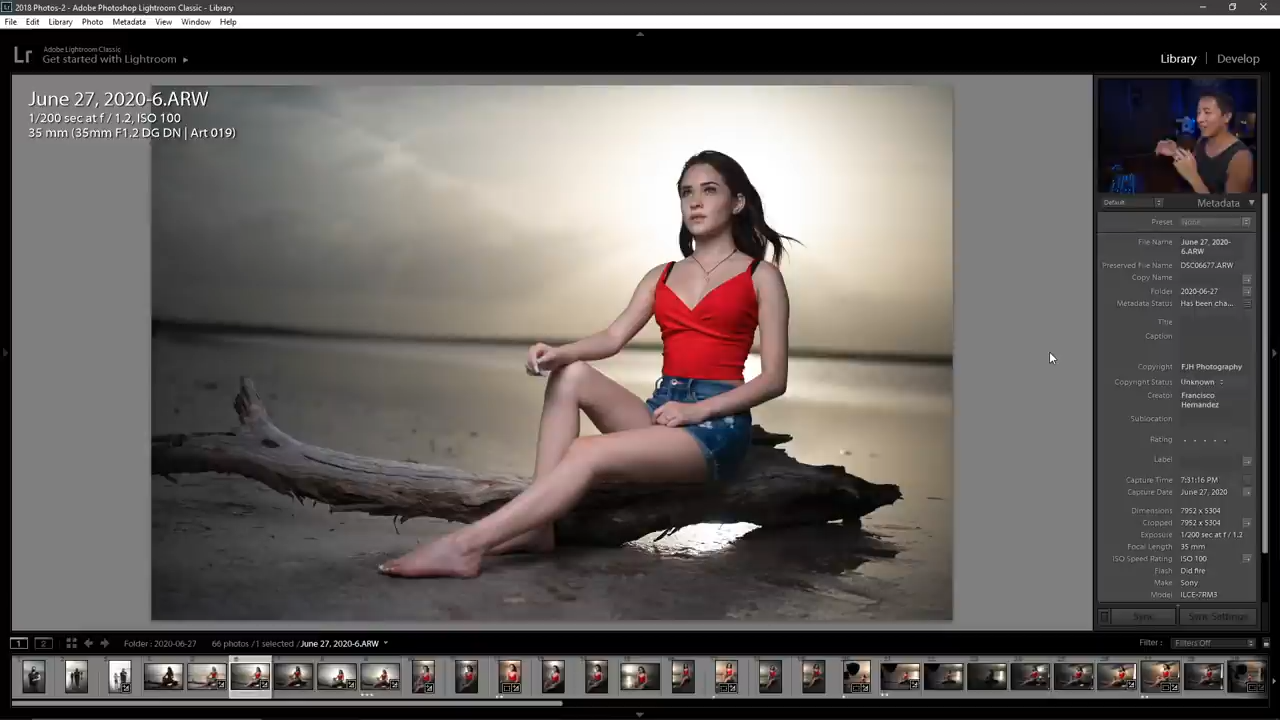 2018 Photos-2 - Adobe Photoshop Lightroom Classic - Library
File Edit Library Photo Metadata View Window Help
Lr
Adobe Lightroom Classic
Get started with Lightroom
Library | Develop
June 27, 2020-6.ARW
1/200 sec at f / 1.2, ISO 100
35 mm (35mm F1.2 DG DN | Art 019)
Default Metadata
Preset None
File Name June 27, 2020-
6.ARW
Preserved File Name DSC06677.ARW
Copy Name
Folder 2020-06-27
Metadata Status Has been cha...
Title
Caption
Copyright FJH Photography
Copyright Status Unknown
Creator Francisco
Hernandez
Sublocation
Rating
Label
Capture Time 7:31:16 PM
Capture Date June 27, 2020
Dimensions 7952 x 5304
Cropped 7952 x 5304
Exposure 1/200 sec at f / 1.2
Focal Length 35 mm
ISO Speed Rating ISO 100
Flash Did fire
Make Sony
Model ILCE-7RM3
Sync Sync Settings
1 2 Folder : 2020-06-27 66 photos / 1 selected / June 27, 2020-6.ARW Filter : Filters Off